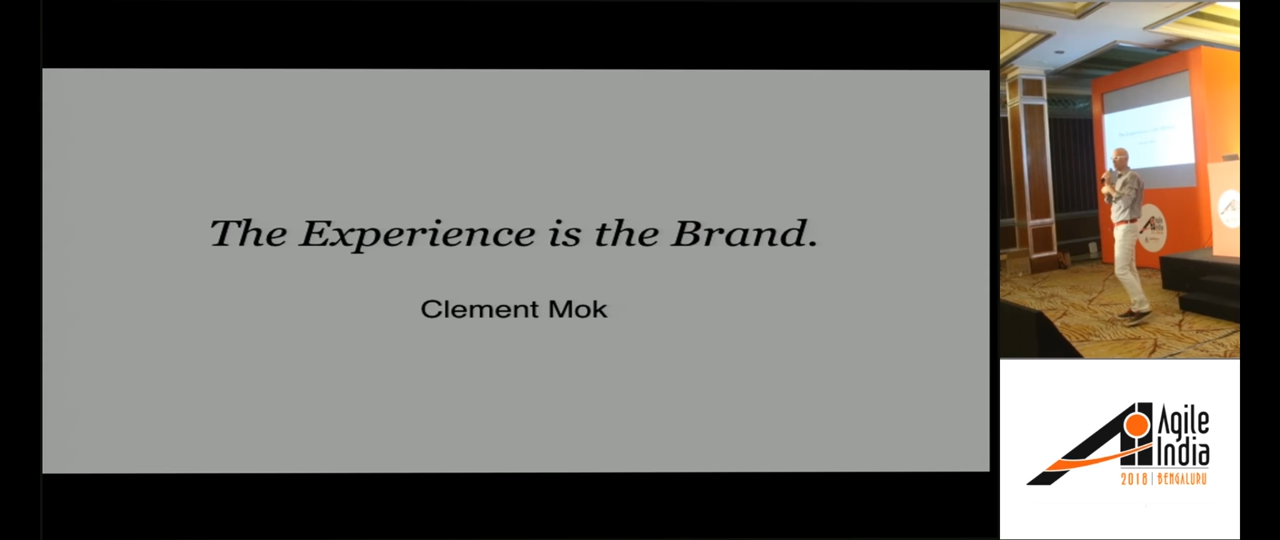 The Experience is the Brand.
Clement Mok
Agile
India
2018 | BENGALURU